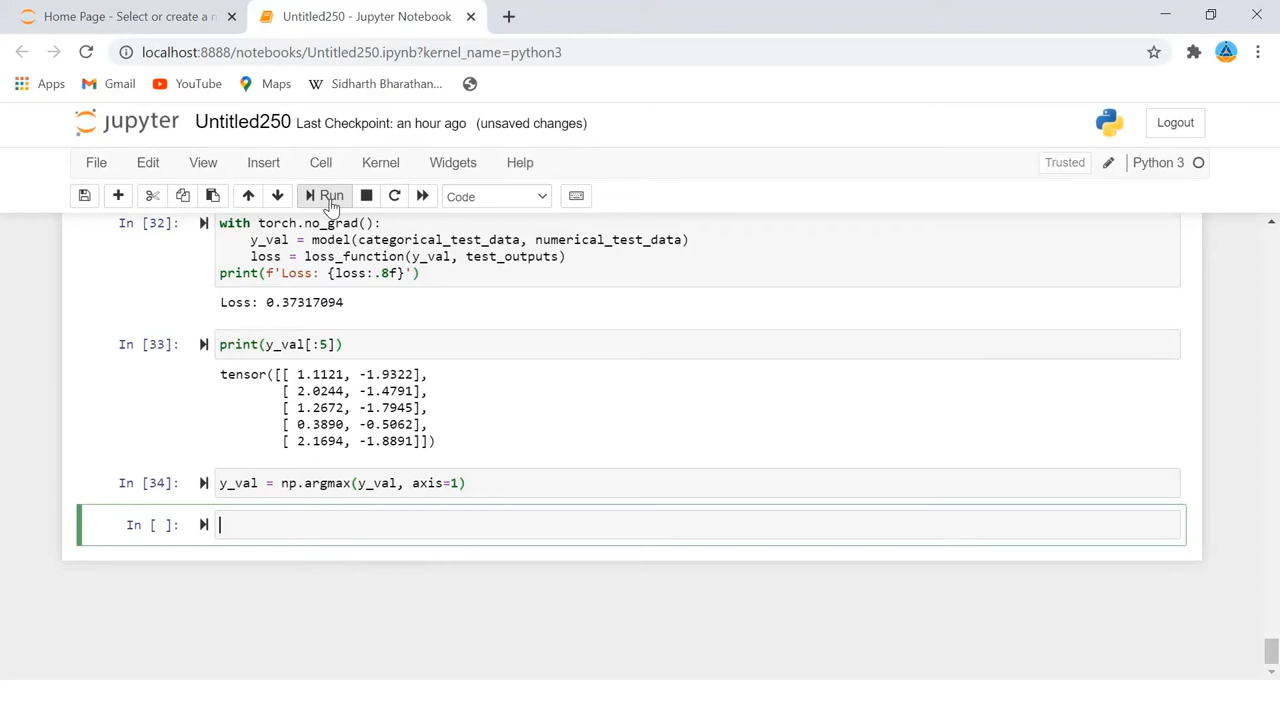 Home Page - Select or create a n
Untitled250 - Jupyter Notebook
localhost:8888/notebooks/Untitled250.ipynb?kernel_name=python3
Apps Gmail YouTube Maps W Sidharth Bharathan...
jupyter Untitled250 Last Checkpoint: an hour ago (unsaved changes) Logout
File Edit View Insert Cell Kernel Widgets Help Trusted Python 3
Run Code
In [32]: with torch.no_grad():
y_val = model(categorical_test_data, numerical_test_data)
loss = loss_function(y_val, test_outputs)
print(f'Loss: {loss:.8f}')
Loss: 0.37317094
In [33]: print(y_val[:5])
tensor([[ 1.1121, -1.9322],
[ 2.0244, -1.4791],
[ 1.2672, -1.7945],
[ 0.3890, -0.5062],
[ 2.1694, -1.8891]])
In [34]: y_val = np.argmax(y_val, axis=1)
In [ ]: